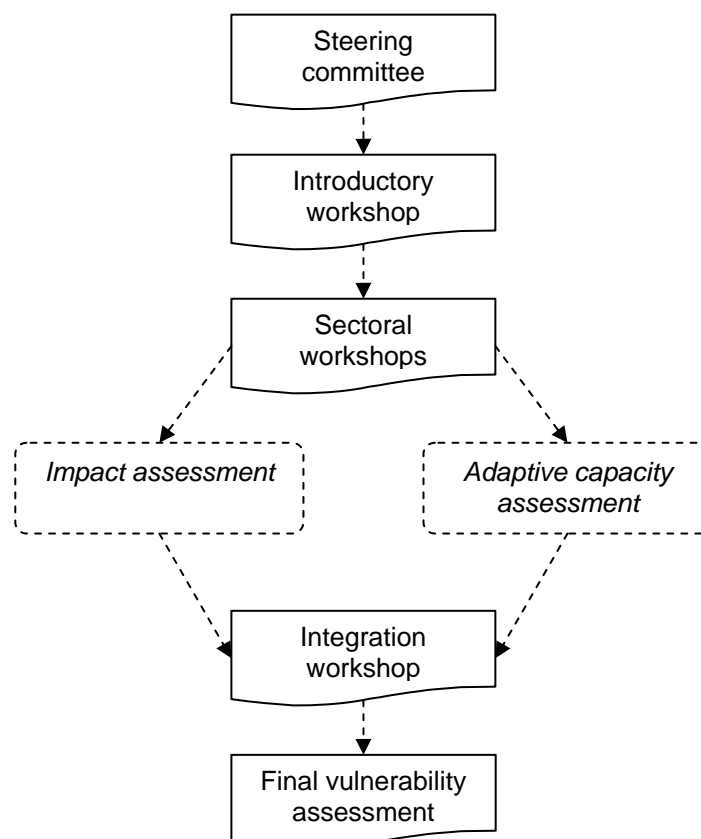 Steering
committee
Introductory
workshop
Sectoral
workshops
Impact assessment
Adaptive capacity
assessment
Integration
workshop
Final vulnerability
assessment